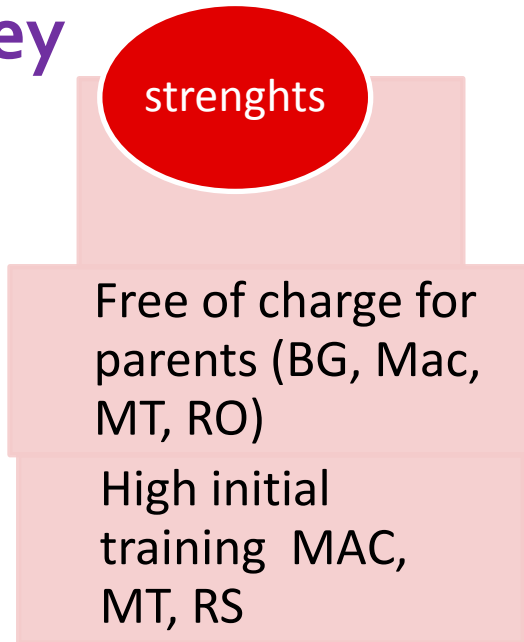 ey
strenghts
Free of charge for
parents (BG, Mac,
MT, RO)
High initial
training  MAC,
MT, RS